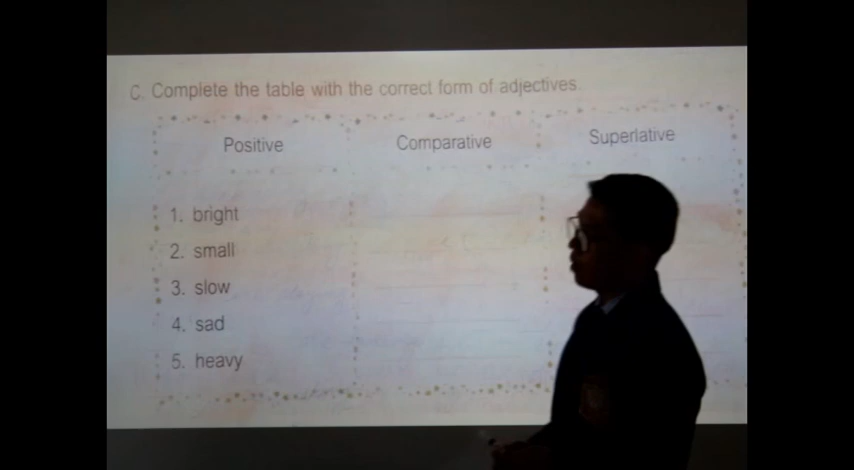 C. Complete the table with the correct form of adjectives.
Positive Comparative Superlative
1. bright
2. small
3. slow
4. sad
5. heavy